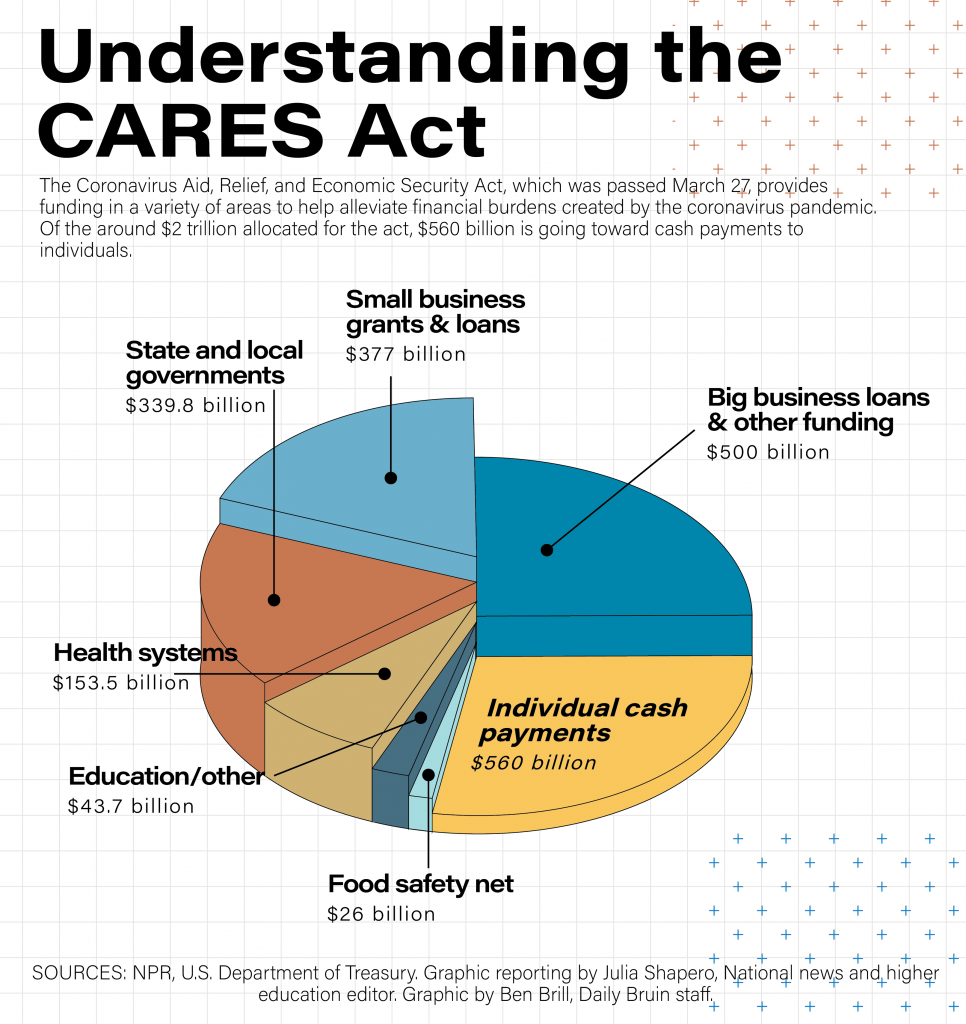 Understanding the
CARES Act
The Coronavirus Aid, Relief, and Economic Security Act, which was passed March 27, provides
funding in a variety of areas to help alleviate financial burdens created by the coronavirus pandemic.
Of the around $2 trillion allocated for the act, $560 billion is going toward cash payments to
individuals.
Small business
grants & loans
$377 billion
State and local
governments
$339.8 billion
Big business loans
& other funding
$500 billion
Health systems
$153.5 billion
Individual cash
payments
$560 billion
Education/other
$43.7 billion
Food safety net
$26 billion
SOURCES: NPR, U.S. Department of Treasury. Graphic reporting by Julia Shapero, National news and higher
education editor. Graphic by Ben Brill, Daily Bruin staff.